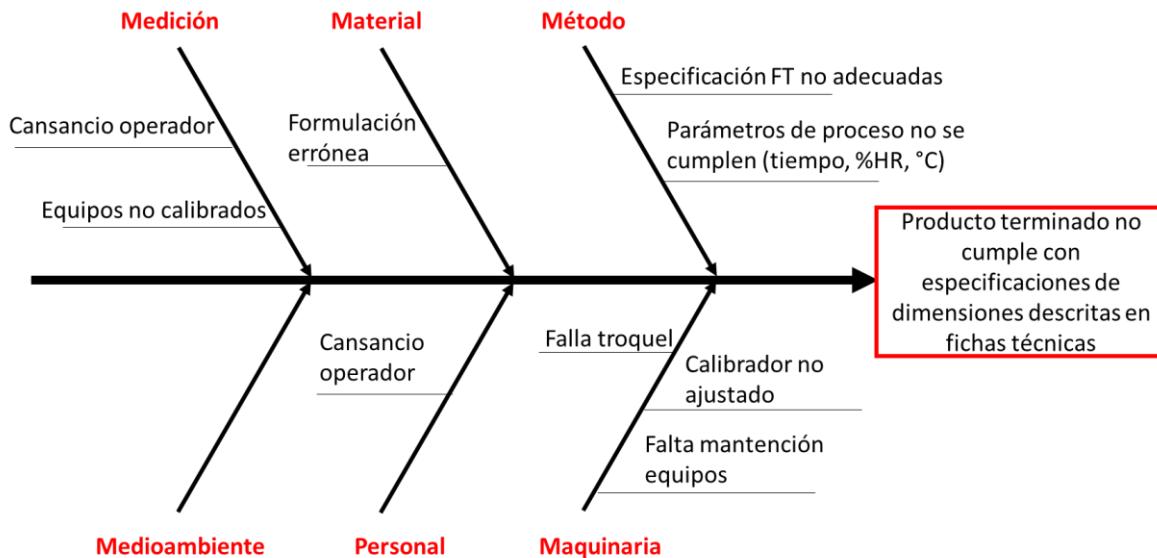 Medición
Material
Método
Especificación FT no adecuadas
Cansancio operador
Formulación
errónea
Parámetros de proceso no se
cumplen (tiempo, %HR, °C)
Equipos no calibrados
Producto terminado no
cumple con
especificaciones de
dimensiones descritas en
fichas técnicas
Falla troquel
Cansancio
operador
Calibrador no
ajustado
Falta mantención
equipos
Medioambiente
Personal
Maquinaria